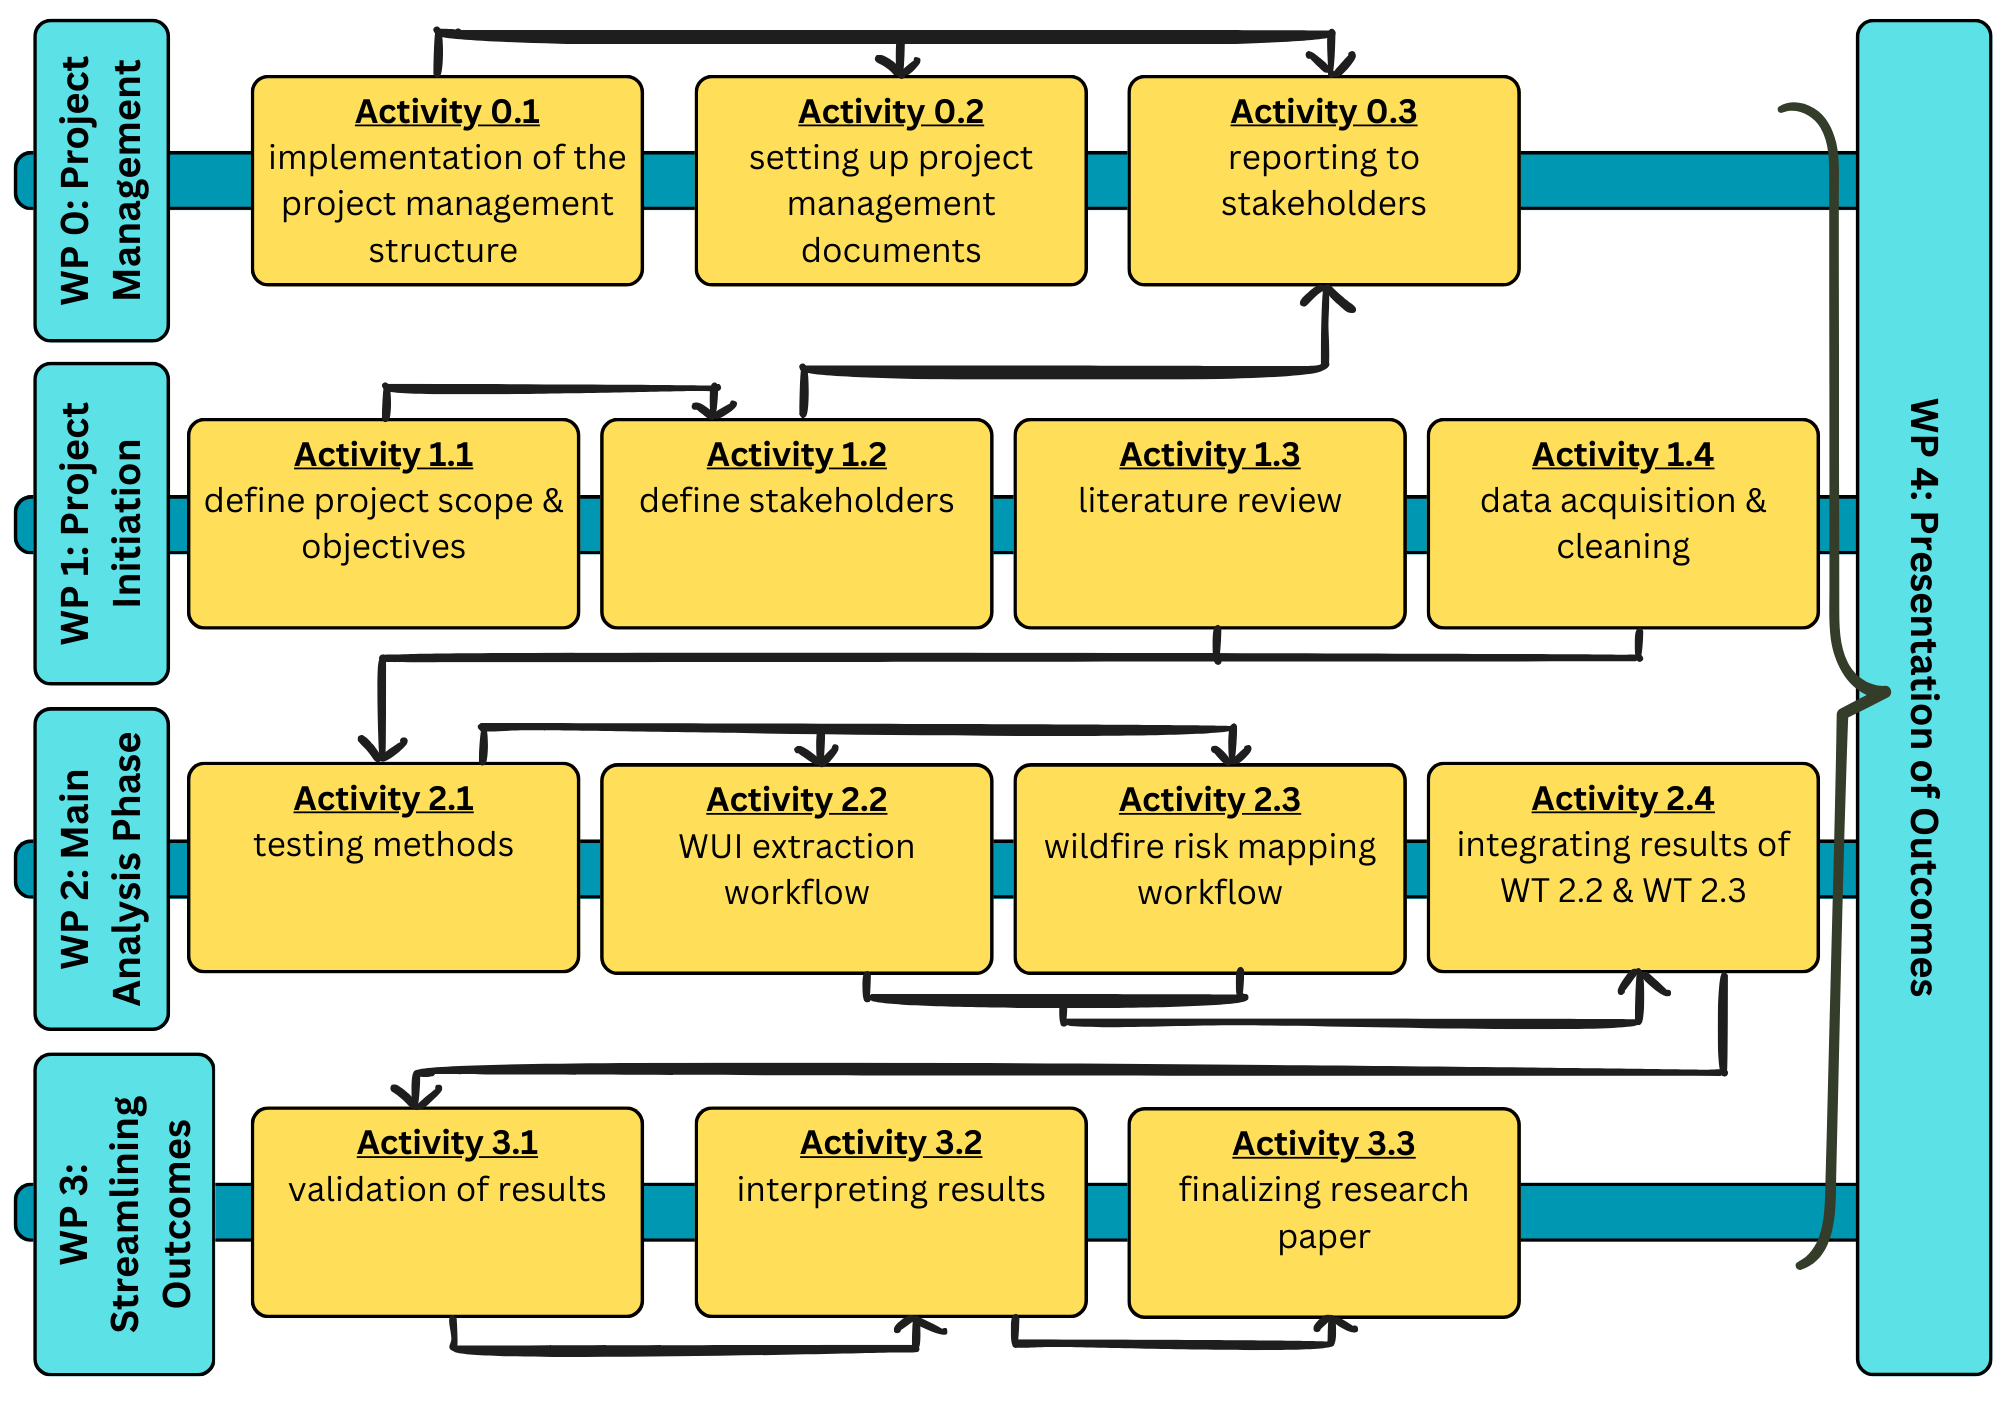 WP 0: Project
Management
Activity 0.1
implementation of the
project management
structure
Activity 0.2
setting up project
management
documents
Activity 0.3
reporting to
stakeholders
WP 1: Project
Initiation
Activity 1.1
define project scope &
objectives
Activity 1.2
define stakeholders
Activity 1.3
literature review
Activity 1.4
data acquisition &
cleaning
WP 2: Main
Analysis Phase
Activity 2.1
testing methods
Activity 2.2
WUI extraction
workflow
Activity 2.3
wildfire risk mapping
workflow
Activity 2.4
integrating results of
WT 2.2 & WT 2.3
WP 3:
Streamlining
Outcomes
Activity 3.1
validation of results
Activity 3.2
interpreting results
Activity 3.3
finalizing research
paper
WP 4: Presentation of Outcomes